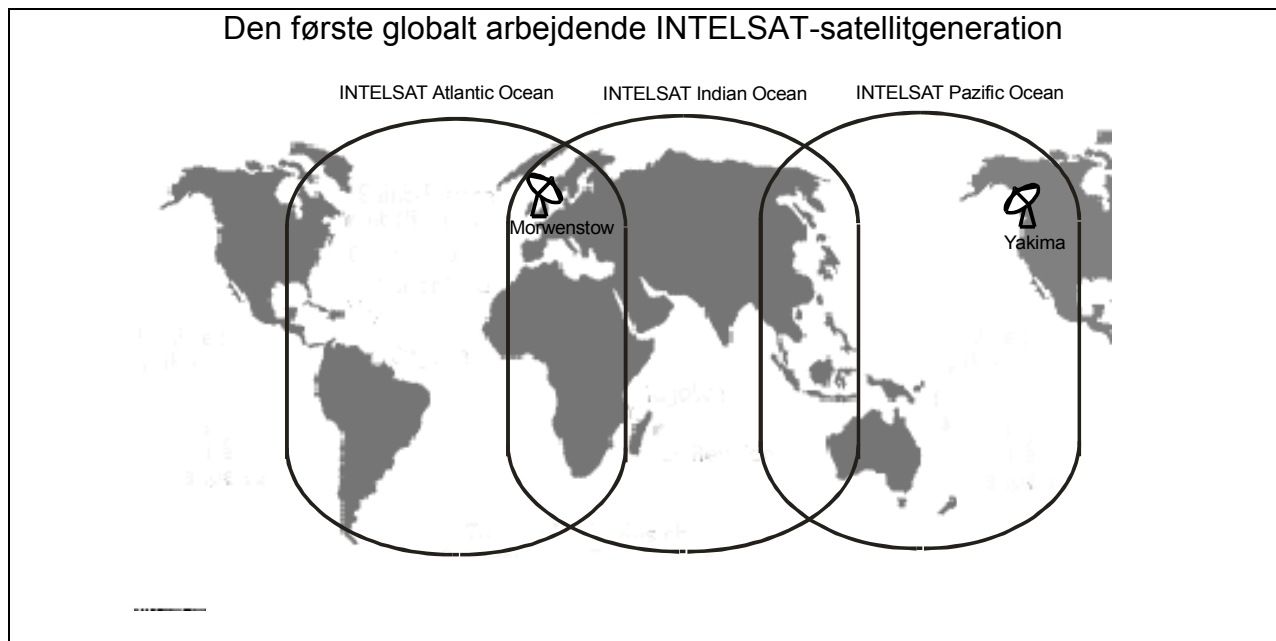 Den første globalt arbejdende INTELSAT-satellitgeneration
INTELSAT Atlantic Ocean
INTELSAT Indian Ocean
INTELSAT Pazific Ocean
Morwenstow
Yakima